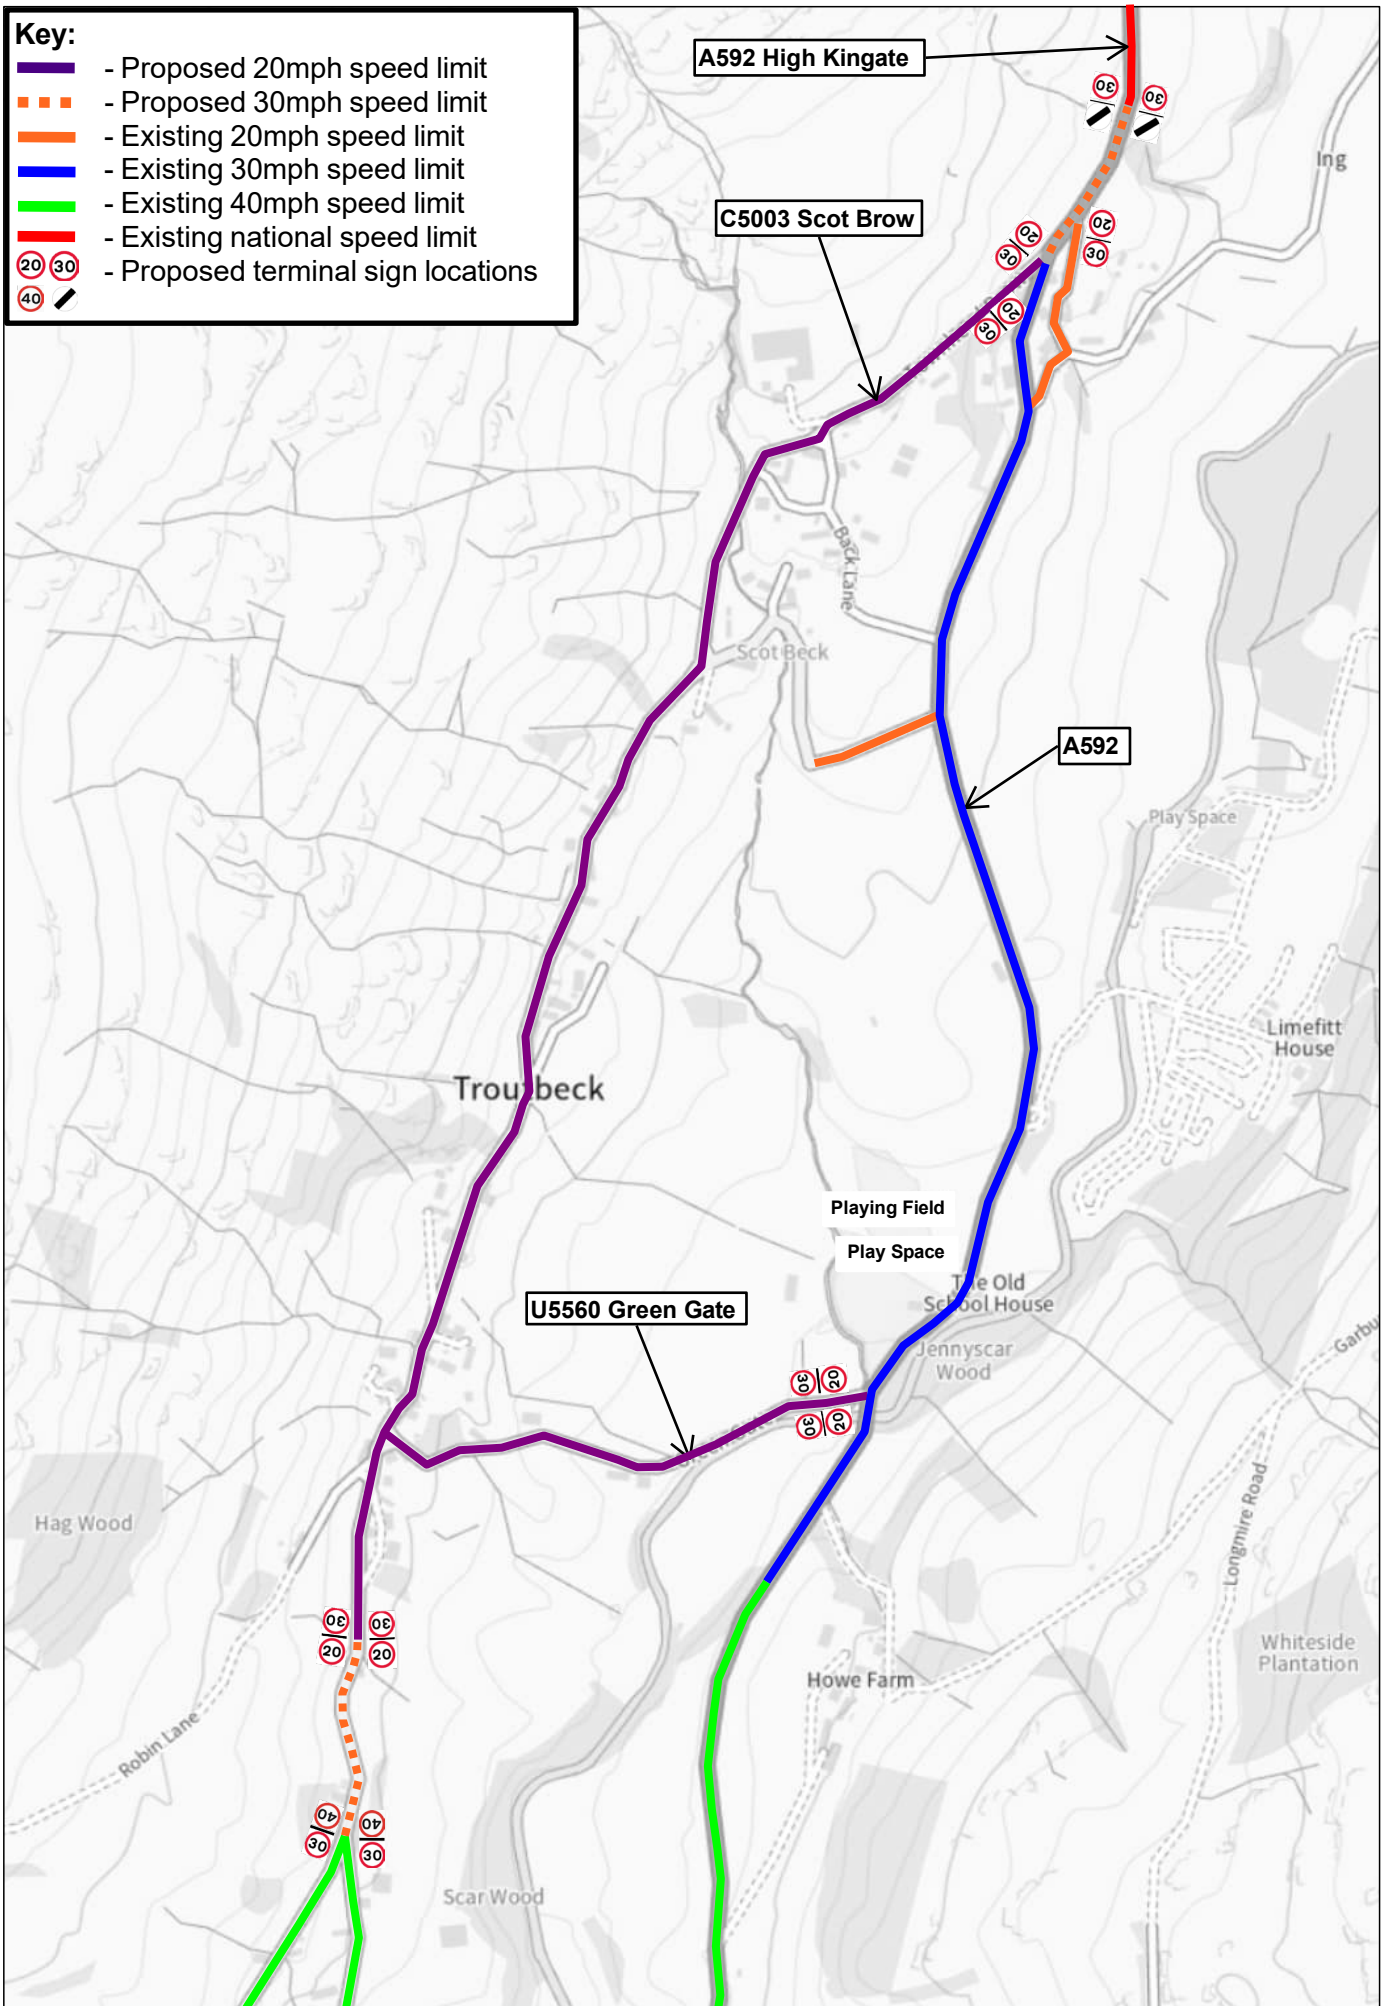 Key:
- Proposed 20mph speed limit
- Proposed 30mph speed limit
- Existing 20mph speed limit
- Existing 30mph speed limit
- Existing 40mph speed limit
- Existing national speed limit
20 30 - Proposed terminal sign locations
40
A592 High Kingate
30
30
Ing
C5003 Scot Brow
20
30
20
30
20
30
Back Lane
Scot Beck
A592
Play Space
Limefitt
House
Troutbeck
Playing Field
Play Space
The Old
School House
U5560 Green Gate
Jennyscar
Wood
Garbu
30 20
30 20
Longmire Road
Hag Wood
30
20
30
20
Whiteside
Plantation
Howe Farm
Robin Lane
40
30
40
30
Scar Wood